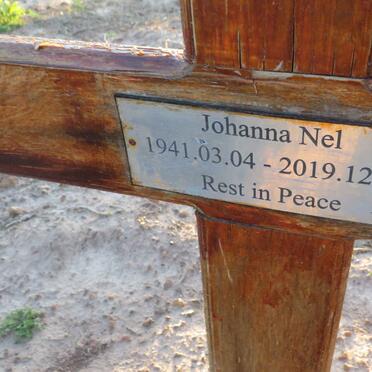 Johanna Nel
1941.03.04 - 2019.12
Rest in Peace